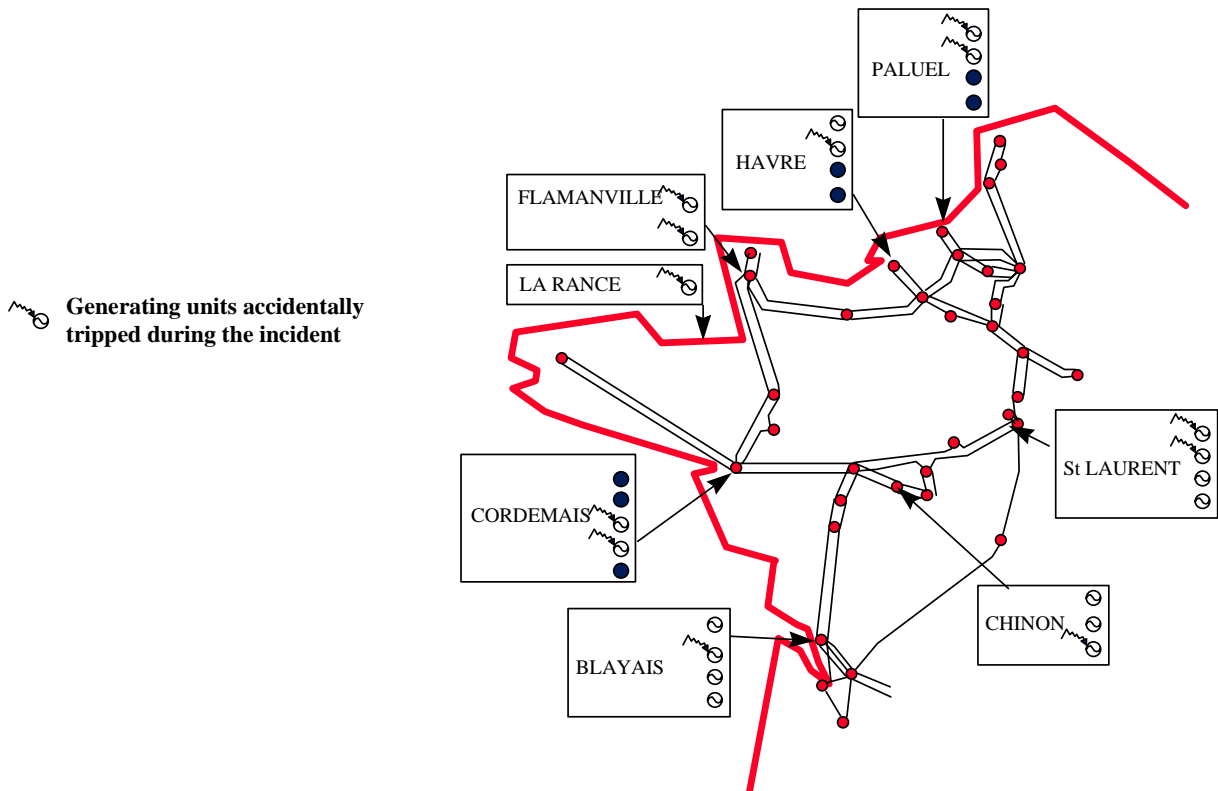 PALUEL
HAVRE
FLAMANVILLE
LA RANCE
Generating units accidentally
tripped during the incident
St LAURENT
CORDEMAIS
CHINON
BLAYAIS